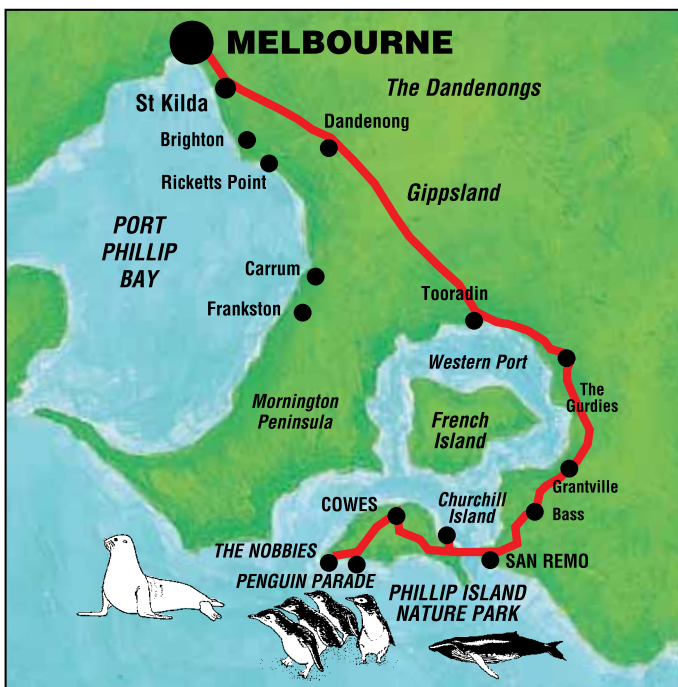 MELBOURNE
The Dandenongs
St Kilda
Dandenong
Brighton
Ricketts Point
Gippsland
PORT
PHILLIP
BAY
Carrum
Tooradin
Frankston
Western Port
The
Gurdies
Mornington
Peninsula
French
Island
Grantville
COWES
Churchill
Island
Bass
THE NOBBIES
SAN REMO
PENGUIN PARADE
PHILLIP ISLAND
NATURE PARK